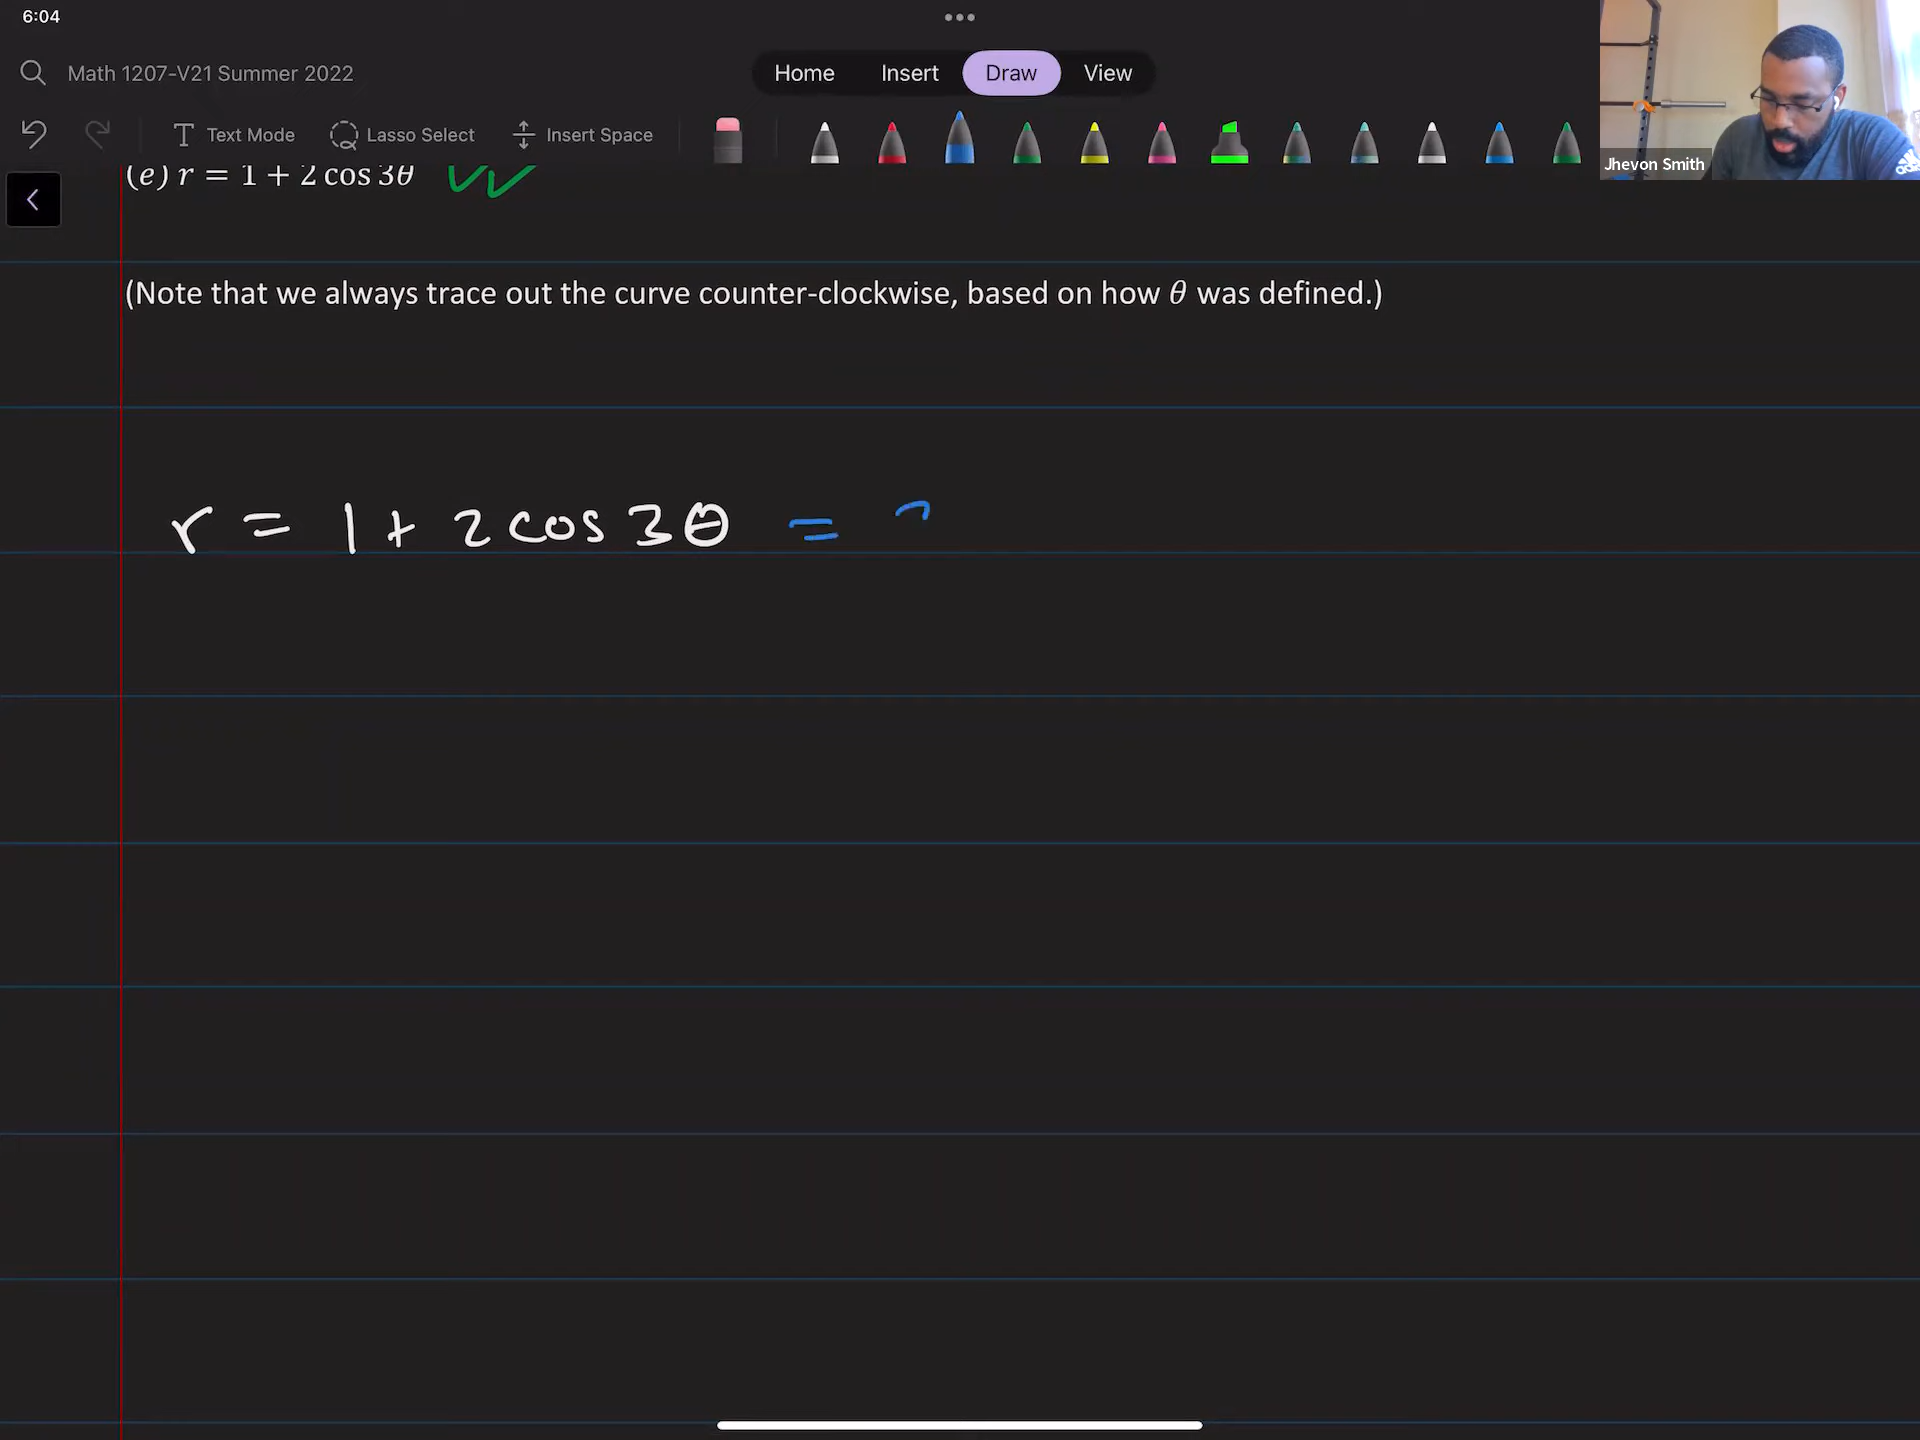 6:04
Math 1207-V21 Summer 2022
Home Insert Draw View
Text Mode Lasso Select Insert Space
Jhevon Smith
(e) r = 1 + 2 cos 3θ
(Note that we always trace out the curve counter-clockwise, based on how θ was defined.)
r = 1 + 2 cos 3θ =